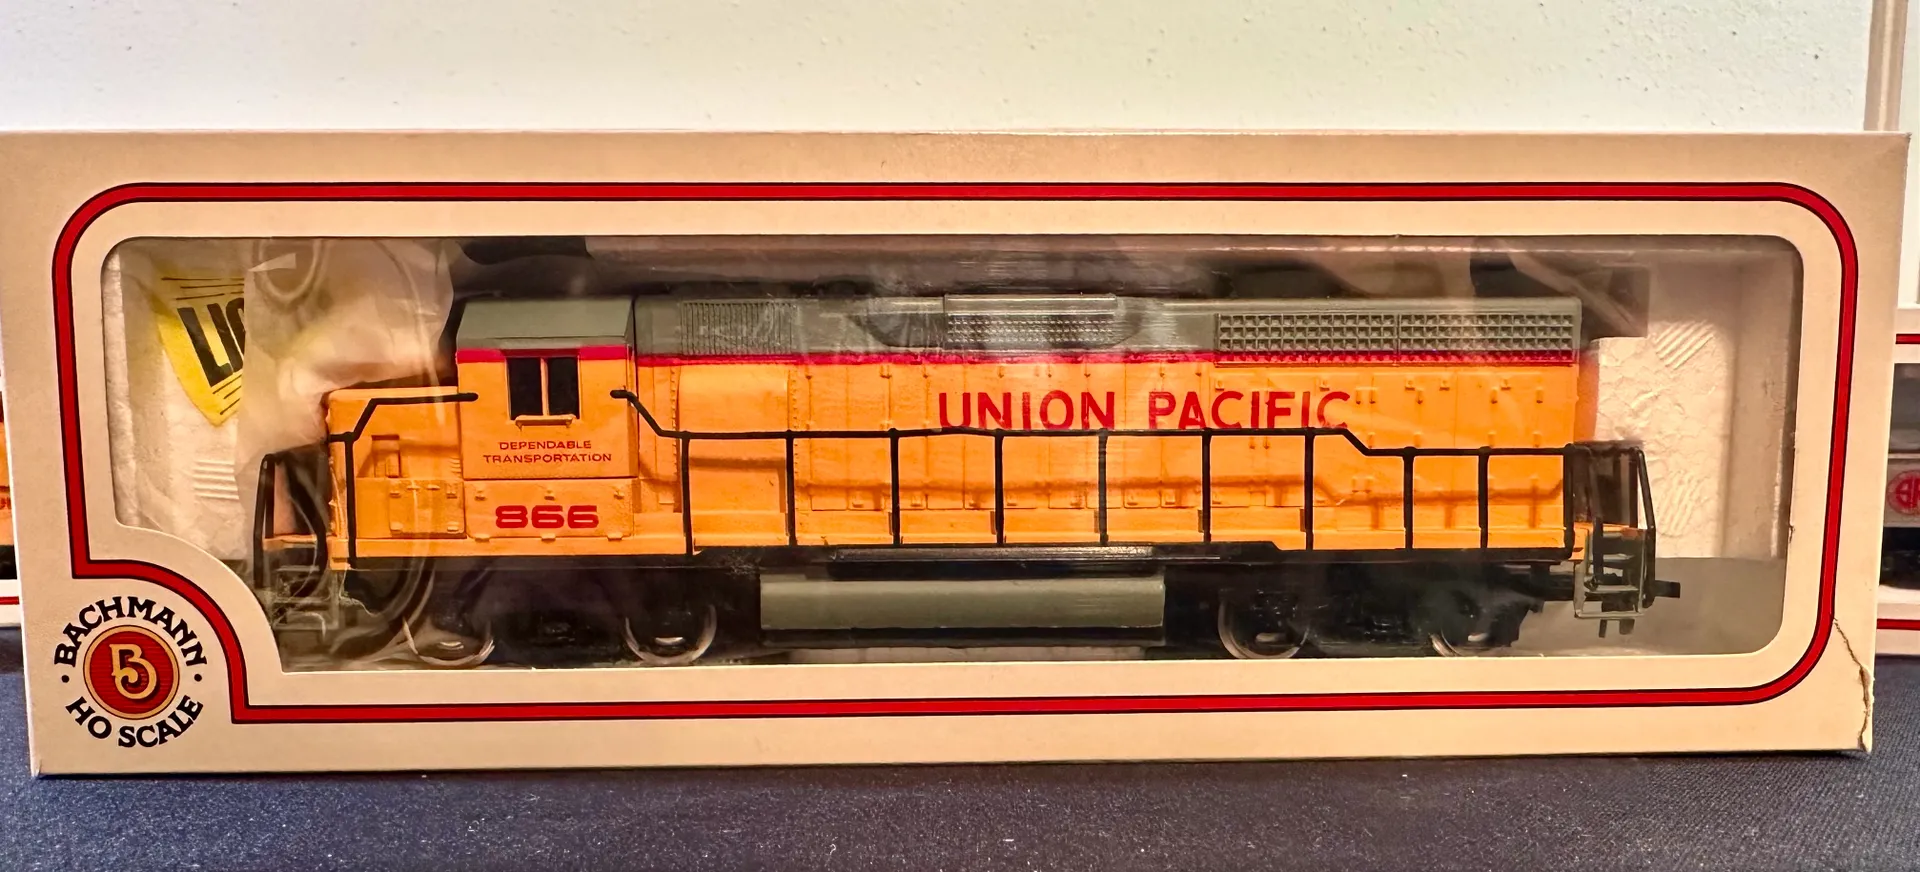 UNION PACIFIC
DEPENDABLE
TRANSPORTATION
866
BACHMANN
B
HO SCALE